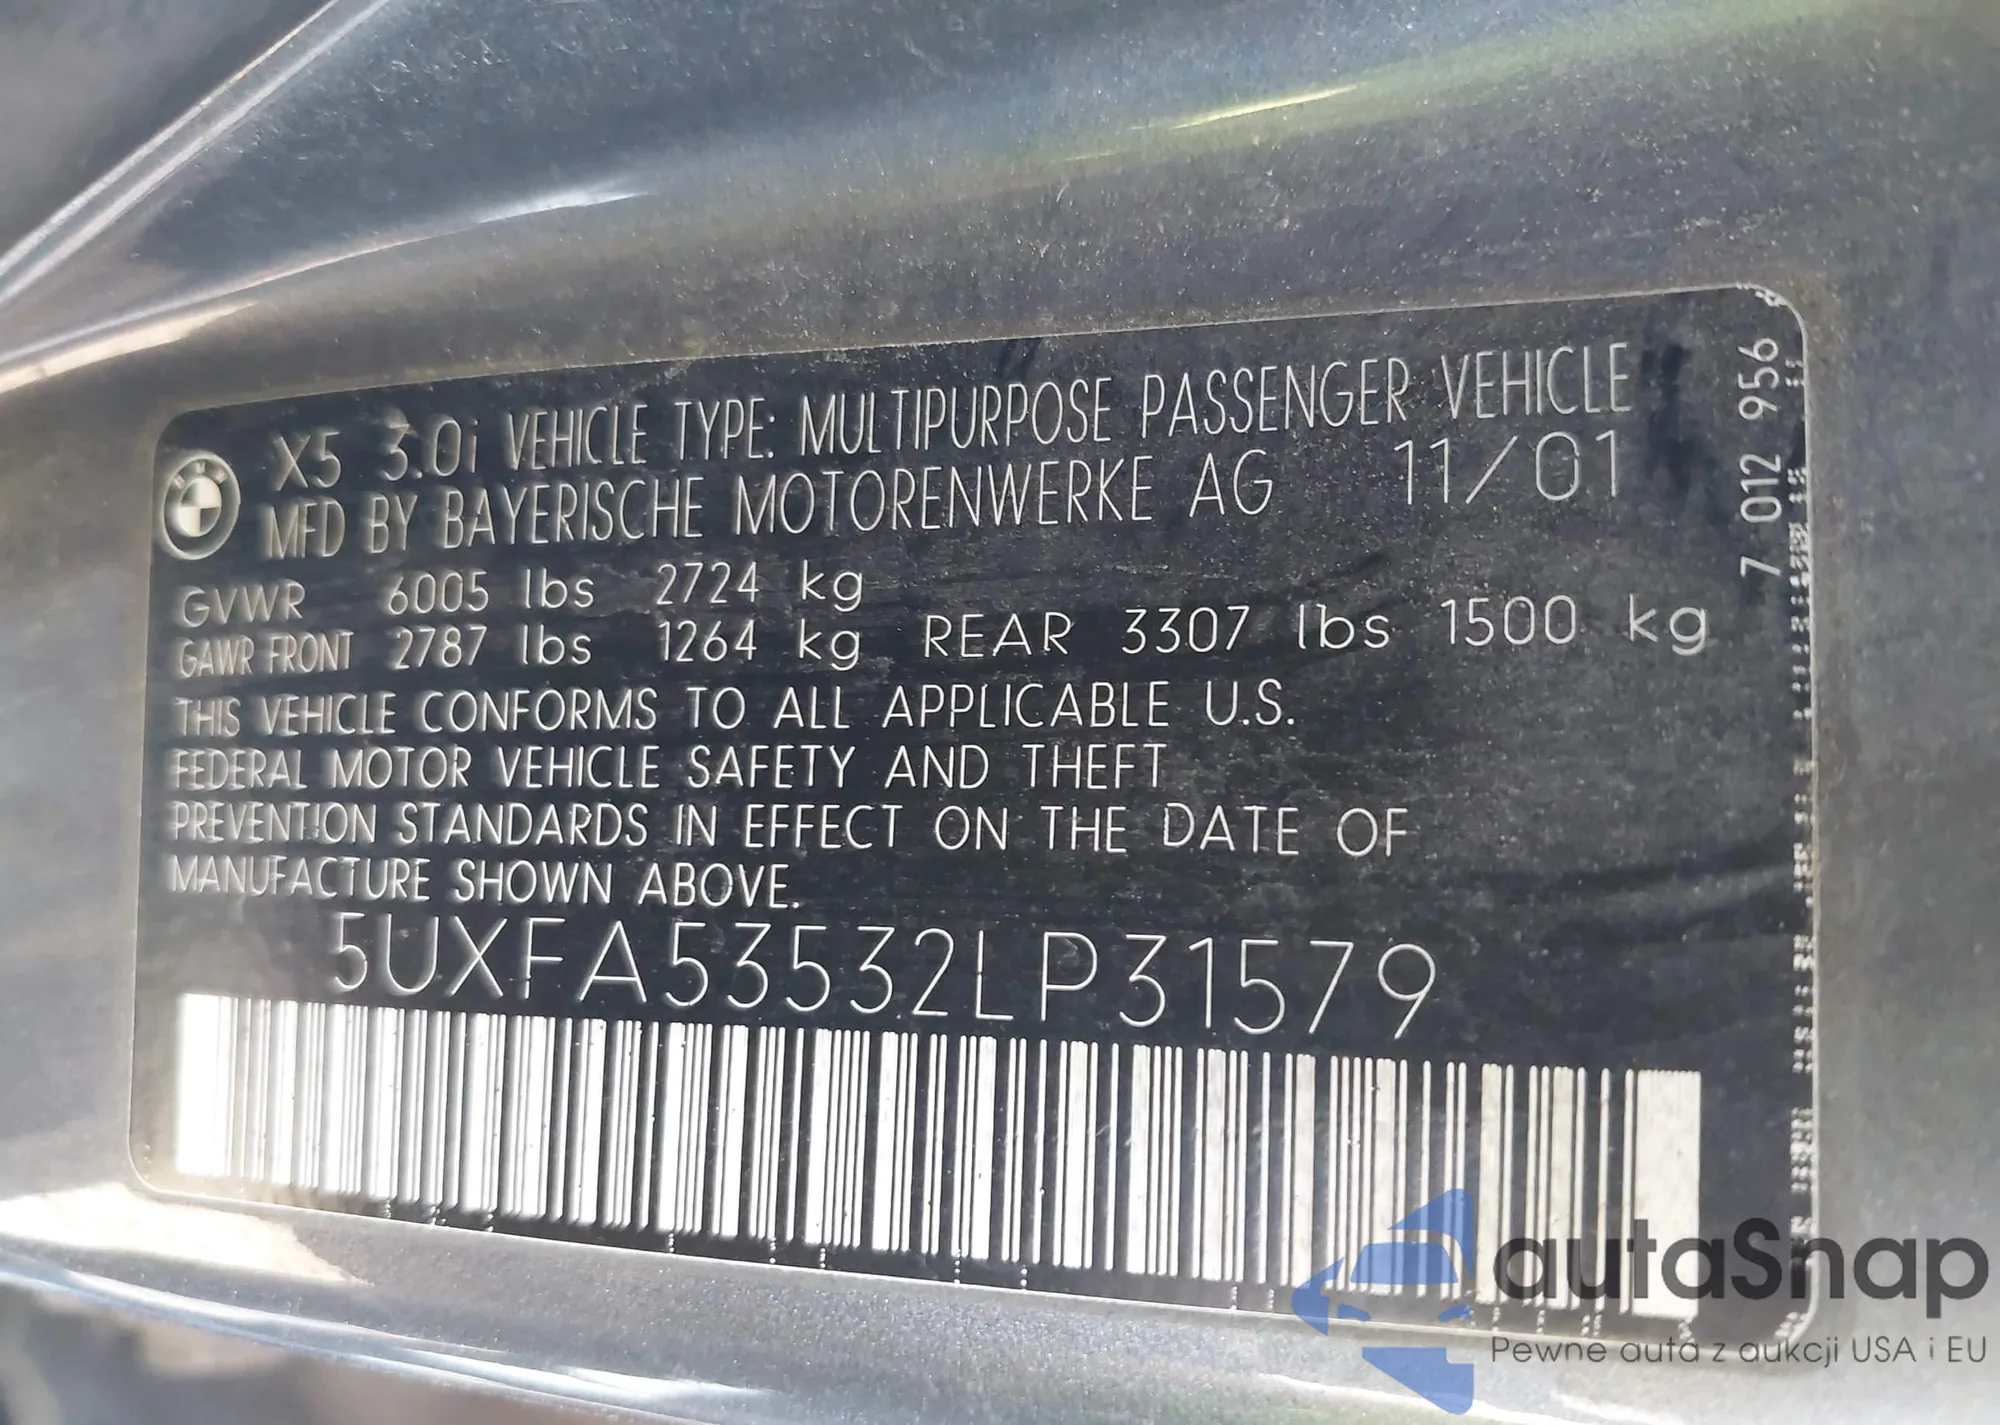 X5 3.0i VEHICLE TYPE: MULTIPURPOSE PASSENGER VEHICLE
MFD BY BAYERISCHE MOTORENWERKE AG 11/01
GVWR 6005 lbs 2724 kg
GAWR FRONT 2787 lbs 1264 kg REAR 3307 lbs 1500 kg
THIS VEHICLE CONFORMS TO ALL APPLICABLE U.S.
FEDERAL MOTOR VEHICLE SAFETY AND THEFT
PREVENTION STANDARDS IN EFFECT ON THE DATE OF
MANUFACTURE SHOWN ABOVE.
5UXFA53532LP31579
7 012 956
autaSnap
Pewne auta z aukcji USA i EU